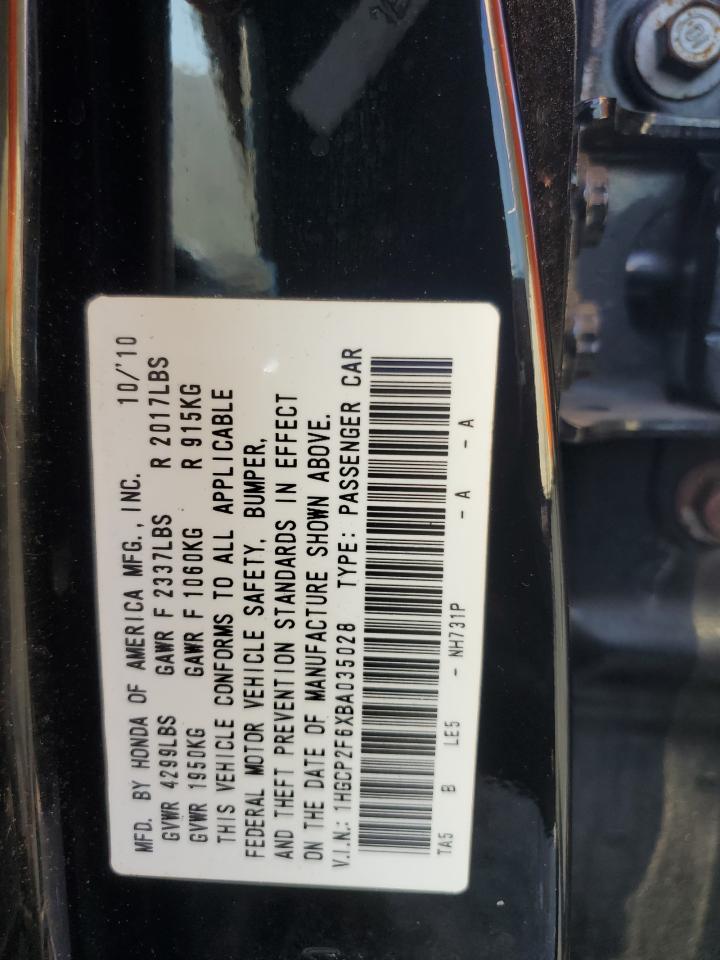 MFD. BY HONDA OF AMERICA MFG., INC. 10/'10
GVWR 4299LBS GAWR F 2337LBS R 2017LBS
GVWR 1950KG GAWR F 1060KG R 915KG
THIS VEHICLE CONFORMS TO ALL APPLICABLE
FEDERAL MOTOR VEHICLE SAFETY, BUMPER,
AND THEFT PREVENTION STANDARDS IN EFFECT
ON THE DATE OF MANUFACTURE SHOWN ABOVE.
V.I.N.: 1HGCP2F6XBA035028 TYPE: PASSENGER CAR
TA5 B LE5 - NH731P - A - A